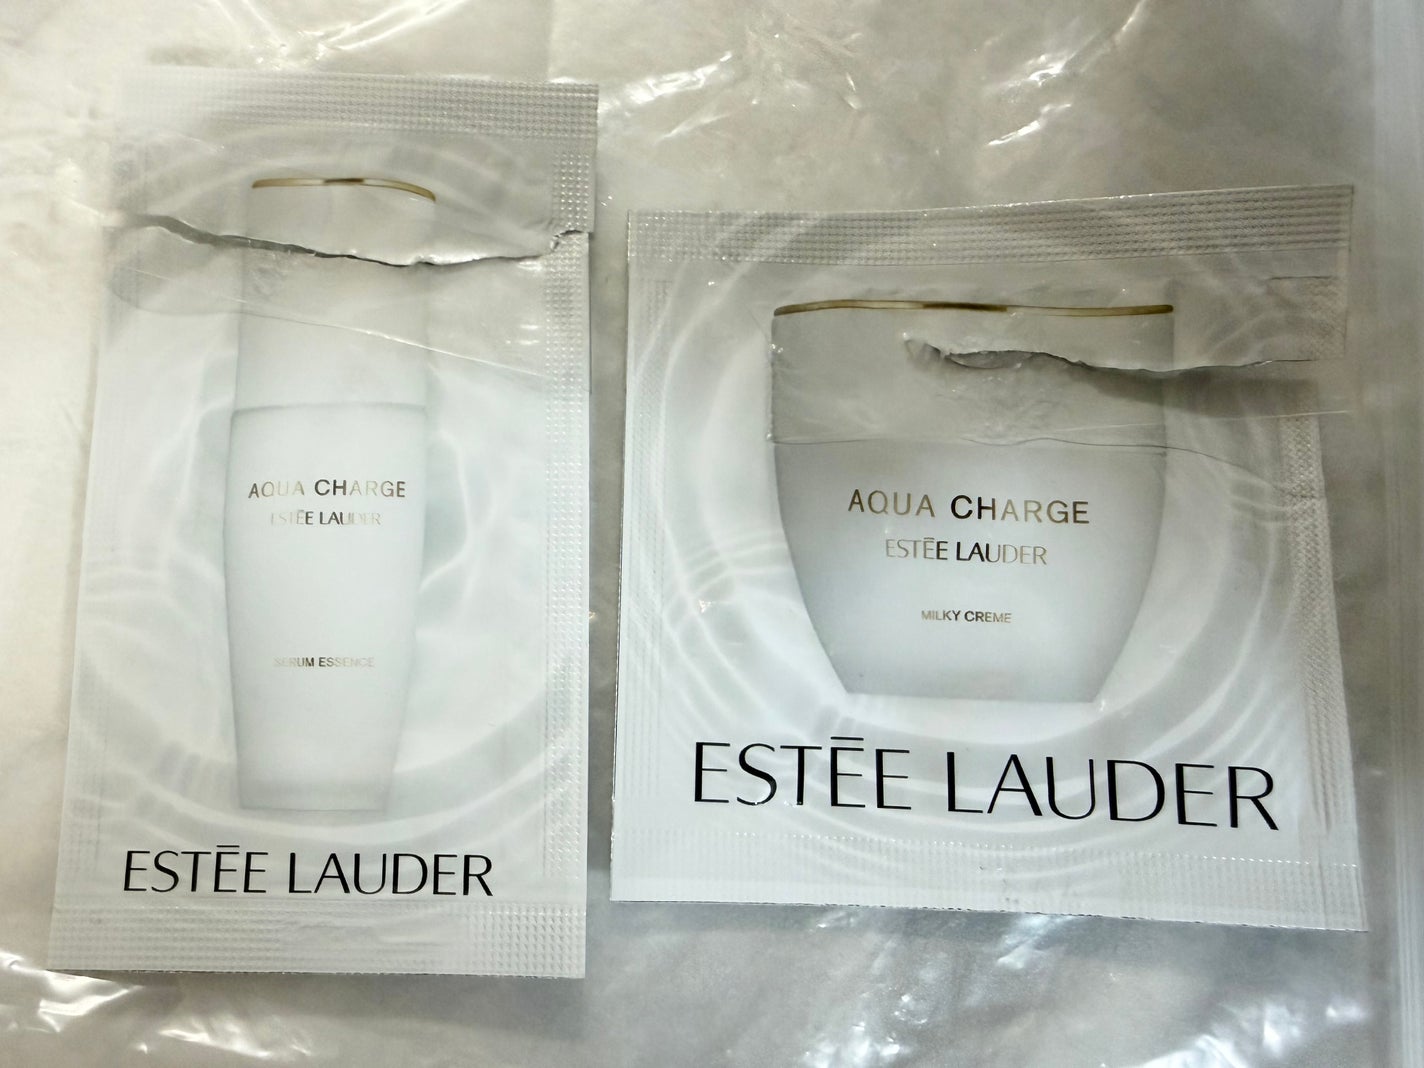 AQUA CHARGE
ESTĒE LAUDER
SERUM ESSENCE
ESTĒE LAUDER
AQUA CHARGE
ESTĒE LAUDER
MILKY CREME
ESTĒE LAUDER